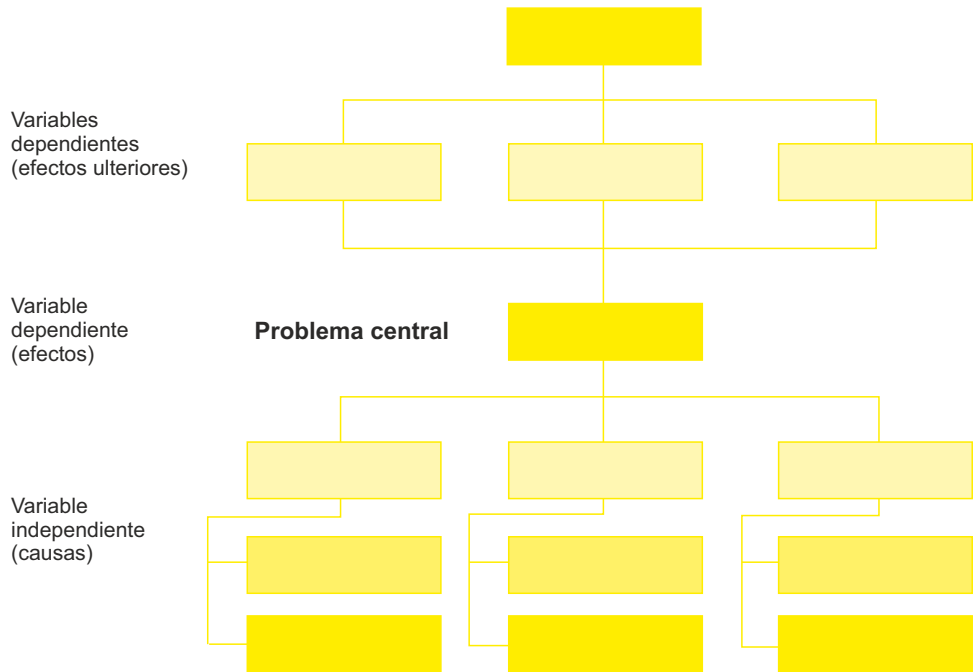 Variables
dependientes
(efectos ulteriores)
Variable
dependiente
(efectos)
Problema central
Variable
independiente
(causas)